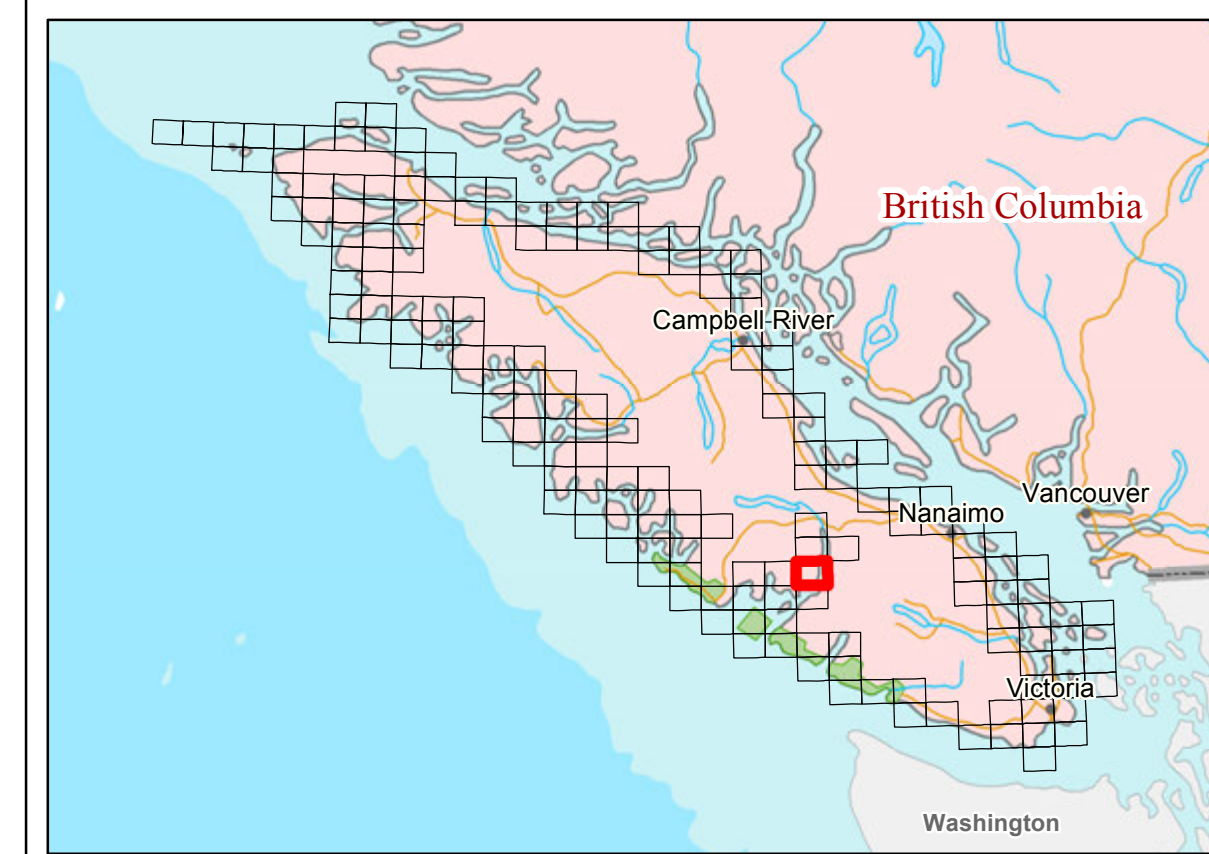 British Columbia
Campbell River
Vancouver
Nanaimo
Victoria
Washington